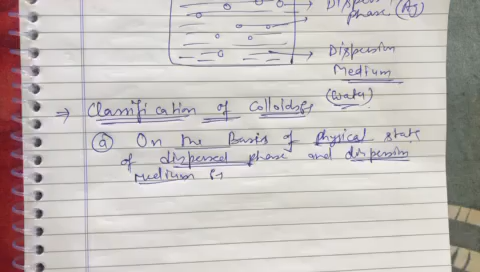 phase (Ag)
Dispersion
Medium
(water)
⇒ Classification of Colloids
(a) On the Basis of physical state
of dispersed phase and dispersion
medium :-